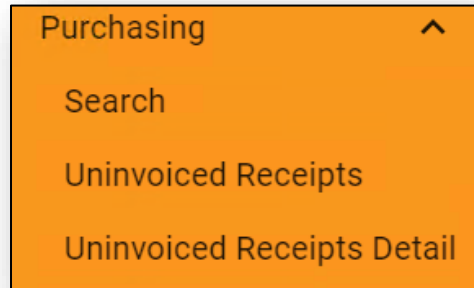 Purchasing
Search
Uninvoiced Receipts
Uninvoiced Receipts Detail